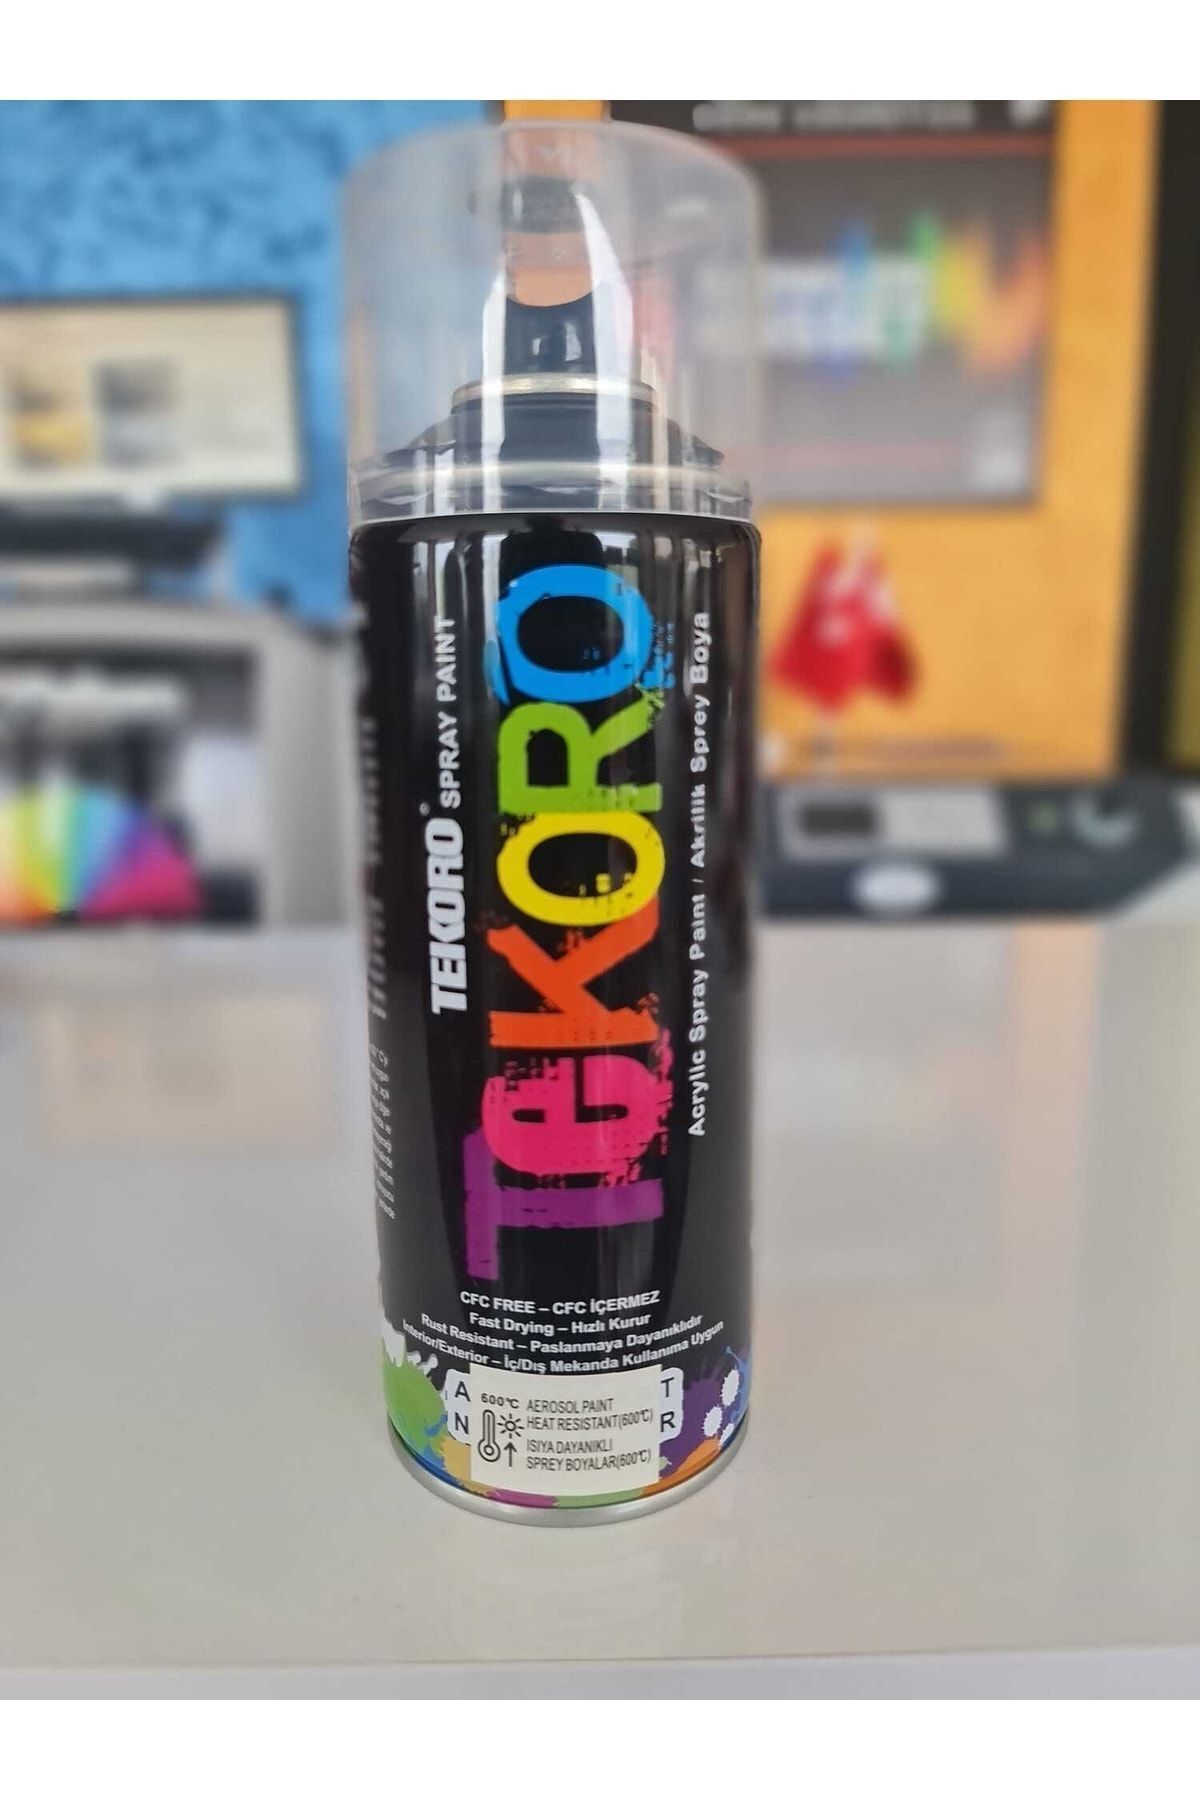 TEKORO® SPRAY PAINT
TEKORO
Acrylic Spray Paint / Akrilik Sprey Boya
CFC FREE – CFC İÇERMEZ
Fast Drying – Hızlı Kurur
Rust Resistant – Paslanmaya Dayanıklıdır
Interior/Exterior – İç/Dış Mekanda Kullanıma Uygun
A T
N R
600℃
AEROSOL PAINT
HEAT RESISTANT(600℃)
ISIYA DAYANIKLI
SPREY BOYALAR(600℃)